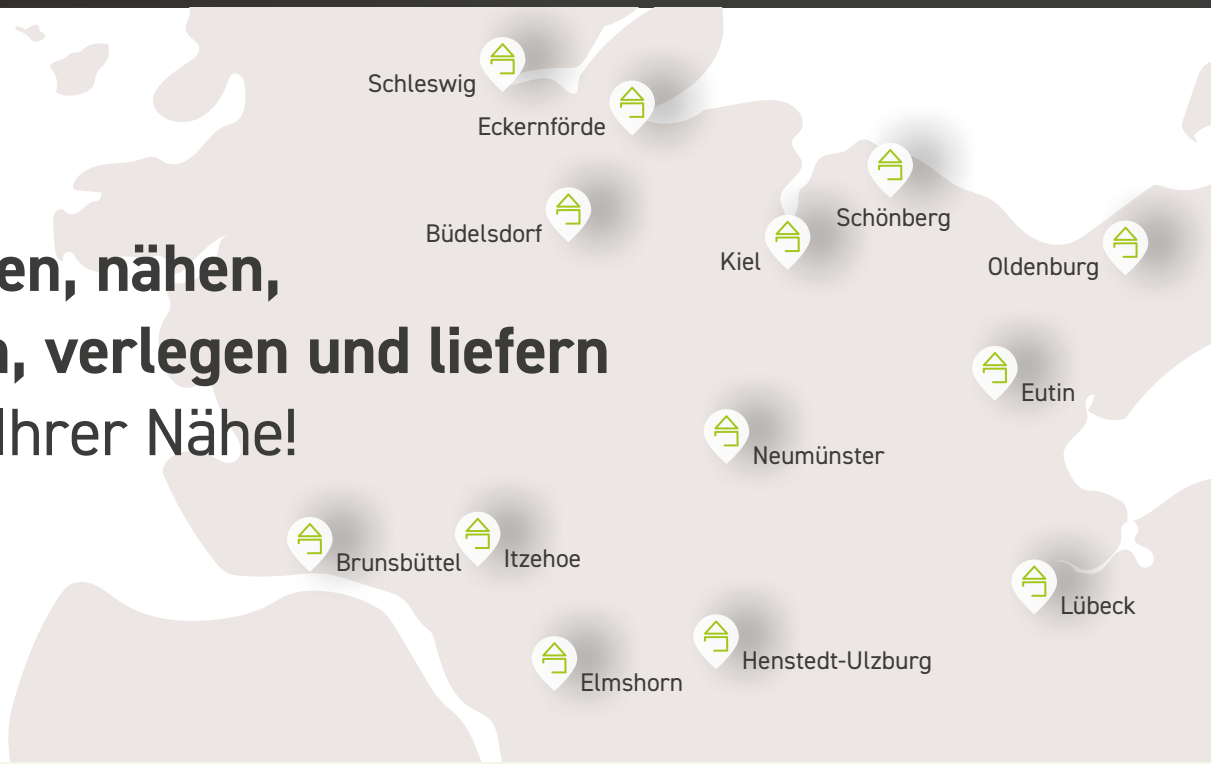 Schleswig
Eckernförde
Schönberg
Büdelsdorf
Kiel
Oldenburg
nähen,
verlegen und liefern
Eutin
Ihrer Nähe!
Neumünster
Brunsbüttel
Itzehoe
Lübeck
Henstedt-Ulzburg
Elmshorn